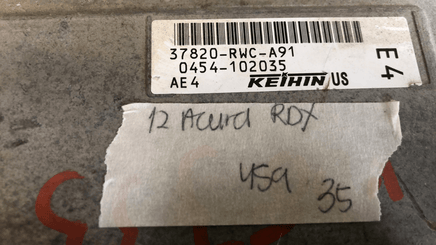 37820-RWC-A91
0454-102035
AE4 KEIHIN US
E4
12 Acura RDX
459
35